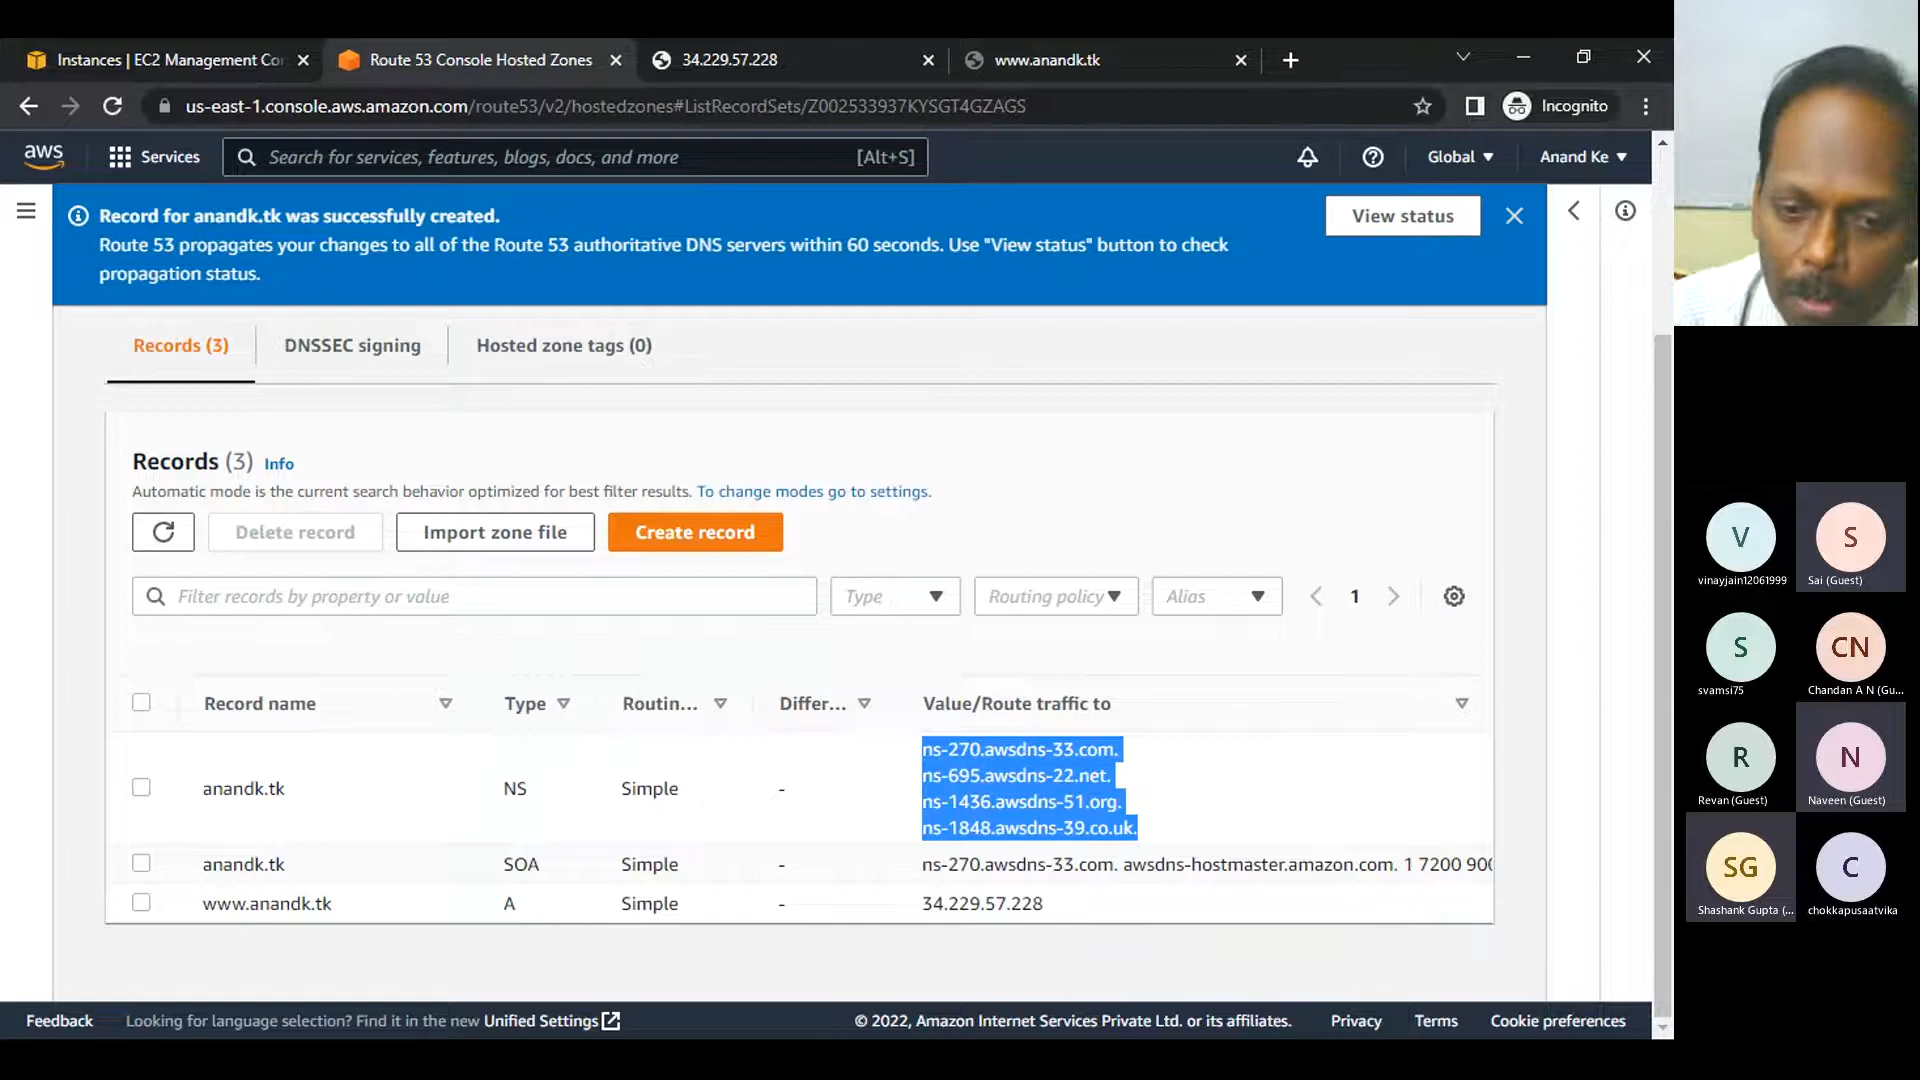 Instances | EC2 Management Co
Route 53 Console Hosted Zones
34.229.57.228
www.anandk.tk
us-east-1.console.aws.amazon.com/route53/v2/hostedzones#ListRecordSets/Z002533937KYSGT4GZAGS
Incognito
aws
Services
Search for services, features, blogs, docs, and more
[Alt+S]
Global
Anand Ke
Record for anandk.tk was successfully created.
Route 53 propagates your changes to all of the Route 53 authoritative DNS servers within 60 seconds. Use "View status" button to check
propagation status.
View status
Records (3)
DNSSEC signing
Hosted zone tags (0)
Records (3) Info
Automatic mode is the current search behavior optimized for best filter results. To change modes go to settings.
Delete record
Import zone file
Create record
Filter records by property or value
Type
Routing policy
Alias
1
Record name
Type
Routin...
Differ...
Value/Route traffic to
anandk.tk
NS
Simple
-
ns-270.awsdns-33.com.
ns-695.awsdns-22.net.
ns-1436.awsdns-51.org.
ns-1848.awsdns-39.co.uk.
anandk.tk
SOA
Simple
-
ns-270.awsdns-33.com. awsdns-hostmaster.amazon.com. 1 7200 900
www.anandk.tk
A
Simple
-
34.229.57.228
Feedback
Looking for language selection? Find it in the new Unified Settings
© 2022, Amazon Internet Services Private Ltd. or its affiliates.
Privacy
Terms
Cookie preferences
V
vinayjain12061999
S
Sai (Guest)
S
svamsi75
CN
Chandan A N (Gu...
R
Revan (Guest)
N
Naveen (Guest)
SG
Shashank Gupta (...
C
chokkapusaatvika